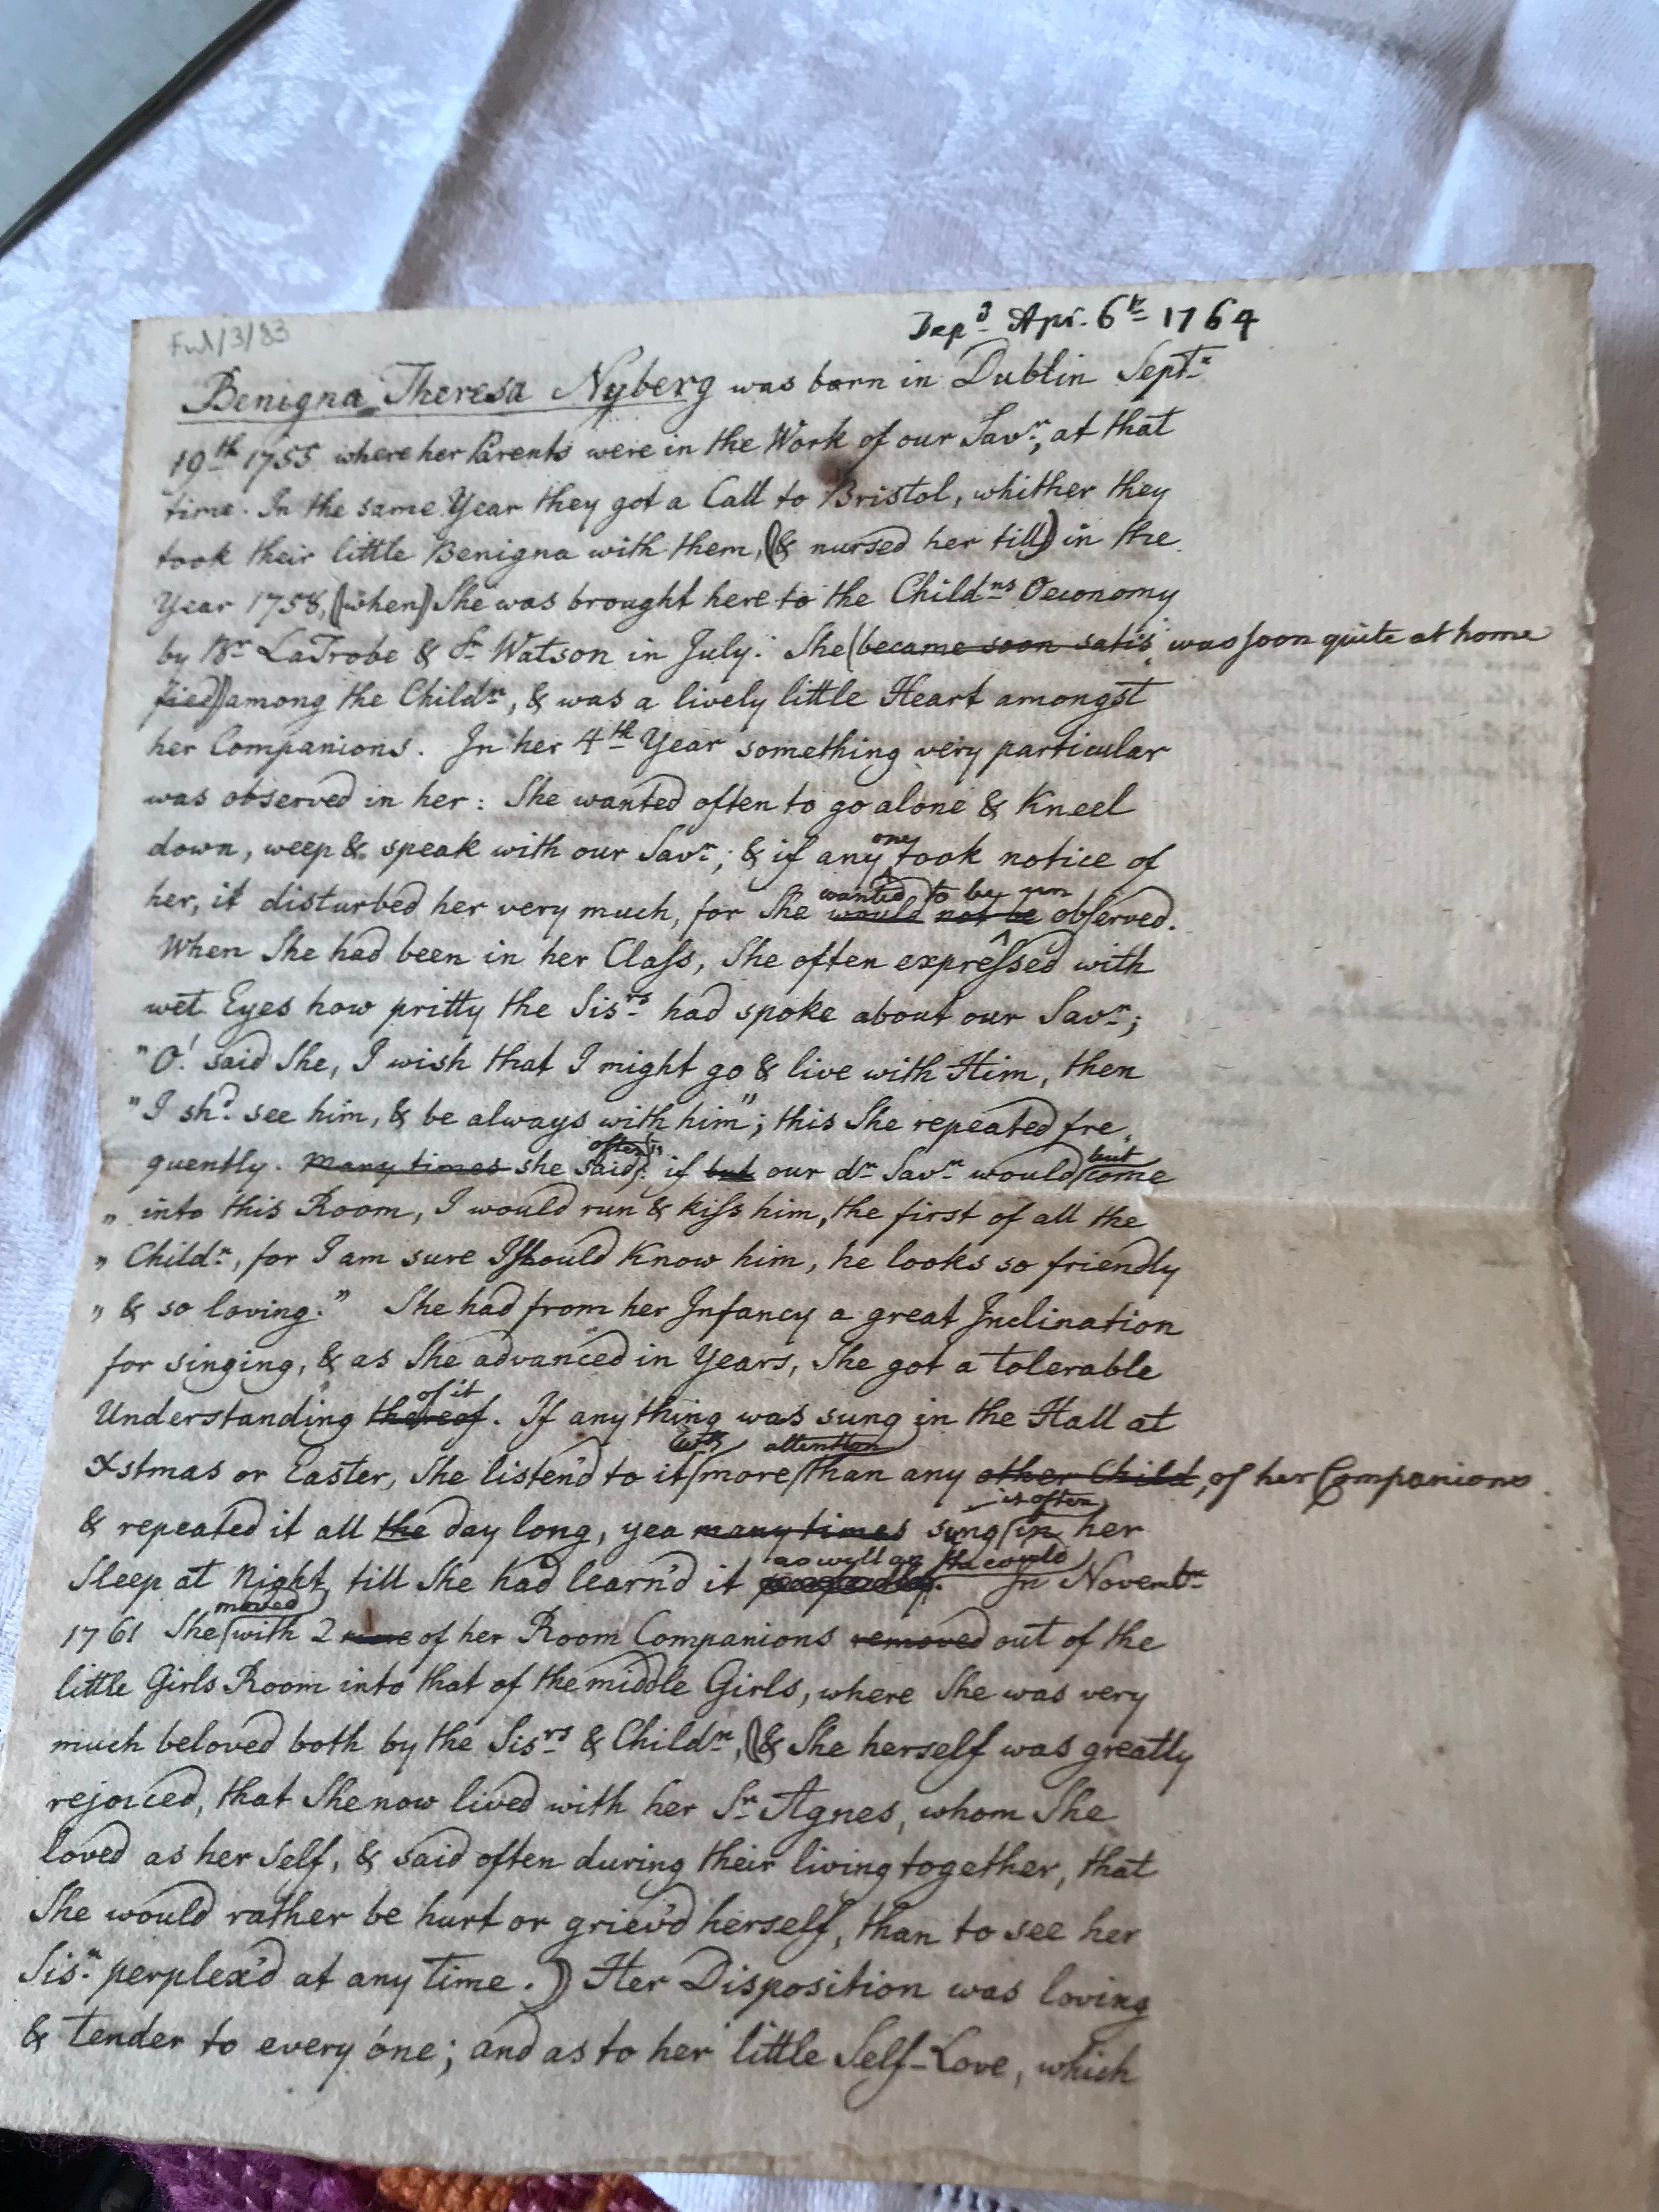 Ful/3/83
Dep.d Apr. 6th 1764
Benigna Theresa Nyberg was born in Dublin Sept.r
19th 1755 where her Parents were in the Work of our Sav.r, at that
time. In the same Year they got a Call to Bristol, whither they
took their little Benigna with them, (& nursed her till) in the
Year 1758, (when) She was brought here to the Child.ns Oeconomy
by Br. LaTrobe & Sr. Watson in July. She (became soon satis was soon quite at home
fied) among the Child.n, & was a lively little Heart amongst
her Companions. In her 4th Year something very particular
was observed in her: She wanted often to go alone & Kneel
down, weep & speak with our Sav.r; & if any one took notice of
her, it disturbed her very much, for She would not be wanted to be un observed.
When She had been in her Class, She often expressed with
wet Eyes how pritty the Sis.rs had spoke about our Sav.r;
"O! said She, I wish that I might go & live with Him, then
"I sh.d see him, & be always with him"; this She repeated fre,
quently. many times she often said: "if but our d.r Sav.r would but come
" into this Room, I would run & kiss him, the first of all the
" Child.n, for I am sure I should Know him, he looks so friendly
" & so loving." She had from her Infancy a great Inclination
for singing, & as She advanced in Years, She got a tolerable
Understanding thereof of it. If any thing was sung in the Hall at
Xstmas or Easter, She listen'd to it with more attention than any other Child, of her Companions.
& repeated it all the day long, yea many times sung it often in her
Sleep at Night, till She had learn'd it as well as she could. In Novemb.r
1761 She moved with 2 more of her Room Companions removed out of the
little Girls Room into that of the middle Girls, where She was very
much beloved both by the Sis.rs & Child.n, (& She herself was greatly
rejoiced, that She now lived with her Sr. Agnes, whom She
loved as her self, & said often during their living together, that
She would rather be hurt or griev'd herself, than to see her
Sis.r perplex'd at any time.) Her Disposition was loving
& tender to every one; and as to her little Self-Love, which